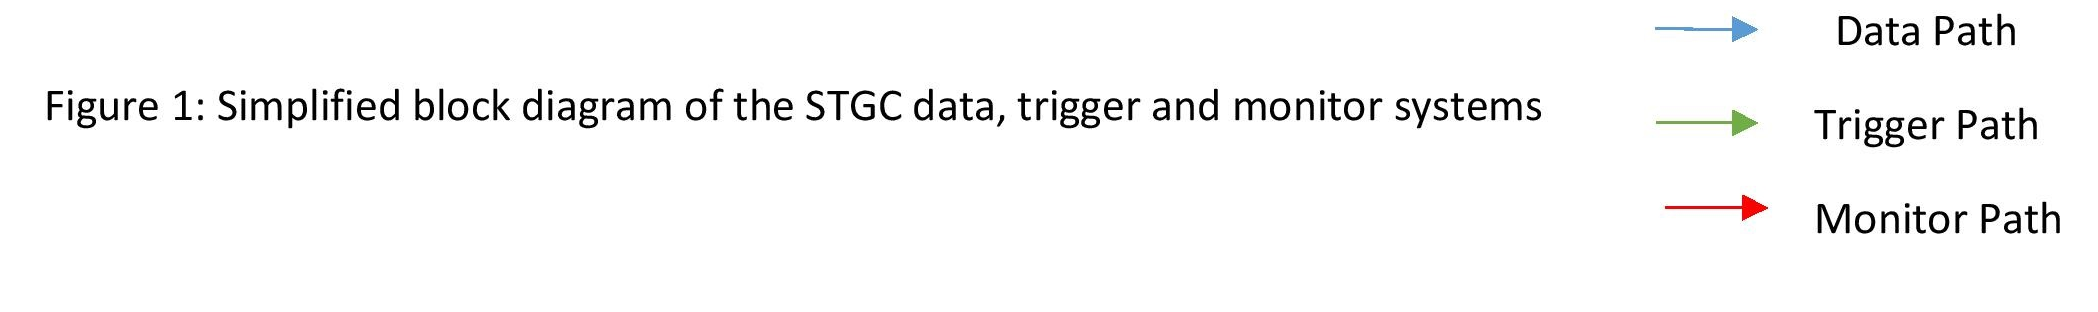 Data Path
Figure 1: Simplified block diagram of the STGC data, trigger and monitor systems
Trigger Path
Monitor Path